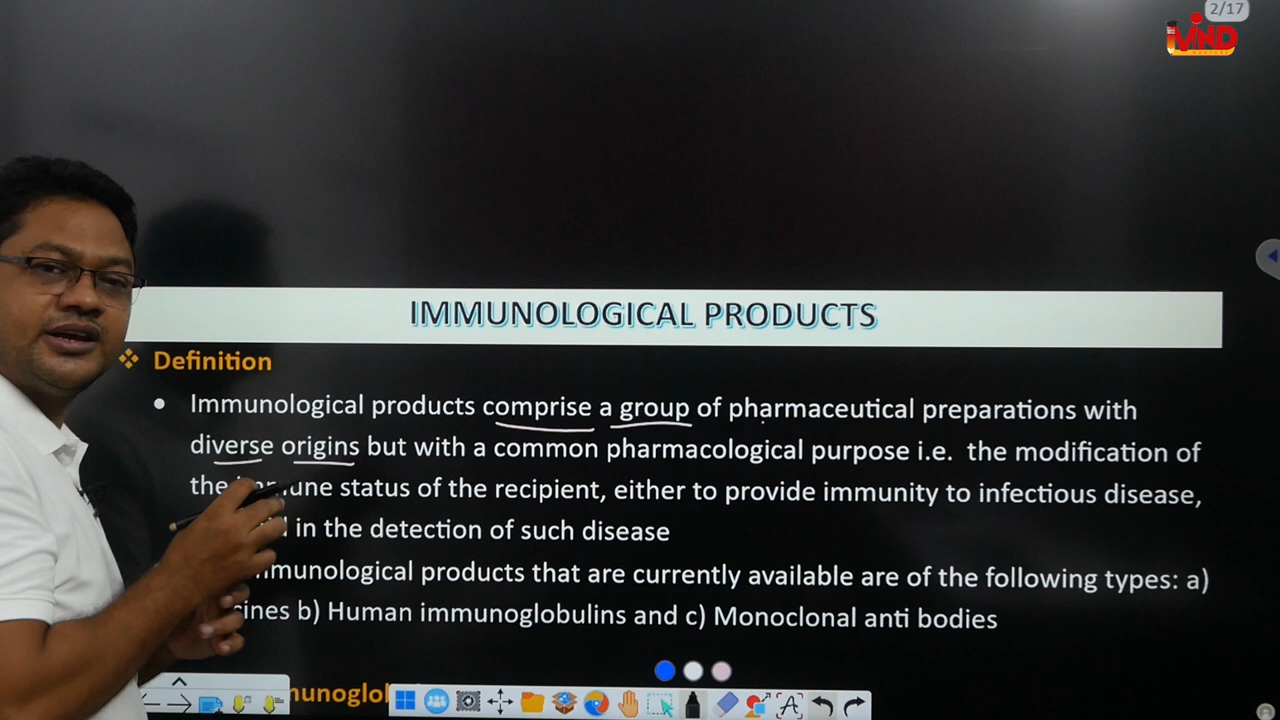 2/17
MIND
IMMUNOLOGICAL PRODUCTS
Definition
Immunological products comprise a group of pharmaceutical preparations with
diverse origins but with a common pharmacological purpose i.e. the modification of
the immune status of the recipient, either to provide immunity to infectious disease,
in the detection of such disease
immunological products that are currently available are of the following types: a)
b) Human immunoglobulins and c) Monoclonal anti bodies